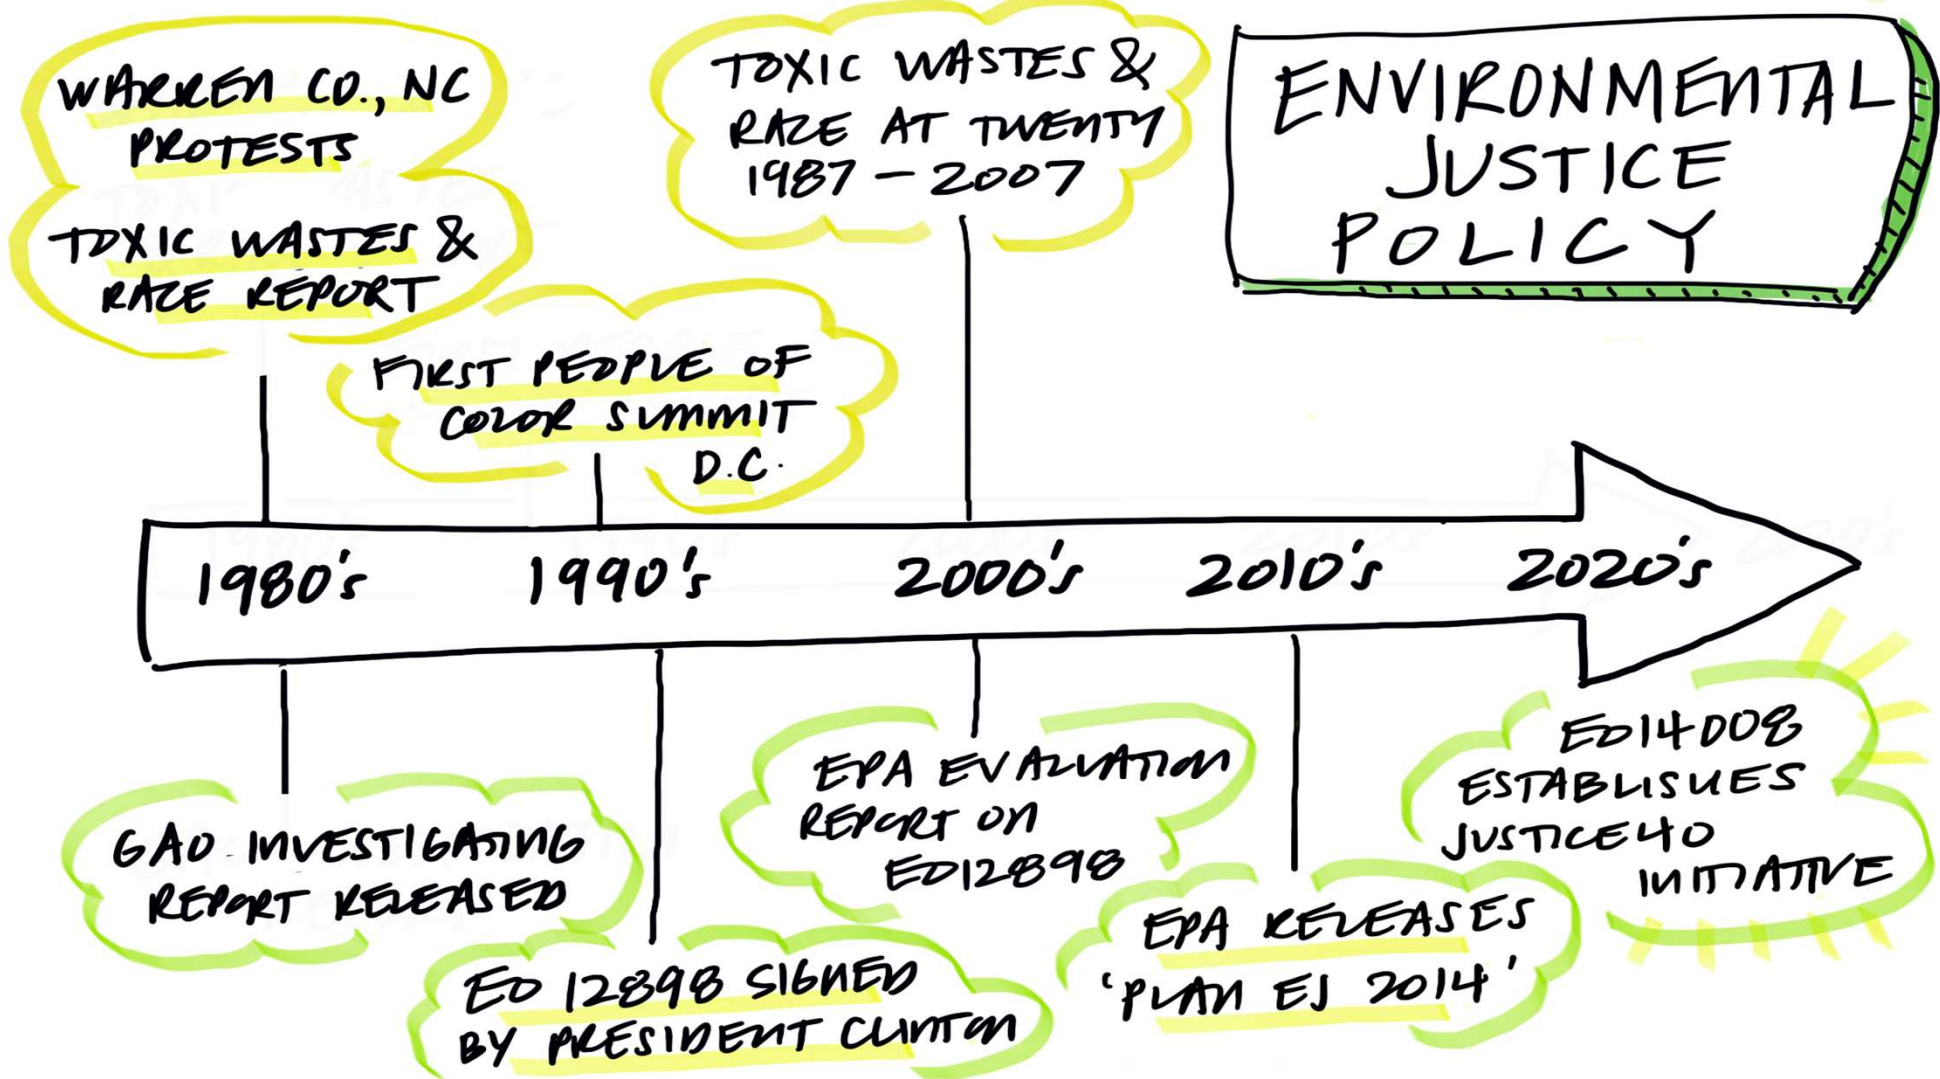 WARREN CO., NC
PROTESTS
TOXIC WASTES &
RACE REPORT
FIRST PEOPLE OF
COLOR SUMMIT
D.C.
TOXIC WASTES &
RACE AT TWENTY
1987 – 2007
ENVIRONMENTAL
JUSTICE
POLICY
1980's
1990's
2000's
2010's
2020's
GAO INVESTIGATING
REPORT RELEASED
EO 12898 SIGNED
BY PRESIDENT CLINTON
EPA EVALUATION
REPORT ON
EO12898
EPA RELEASES
'PLAN EJ 2014'
EO14008
ESTABLISHES
JUSTICE40
INITIATIVE